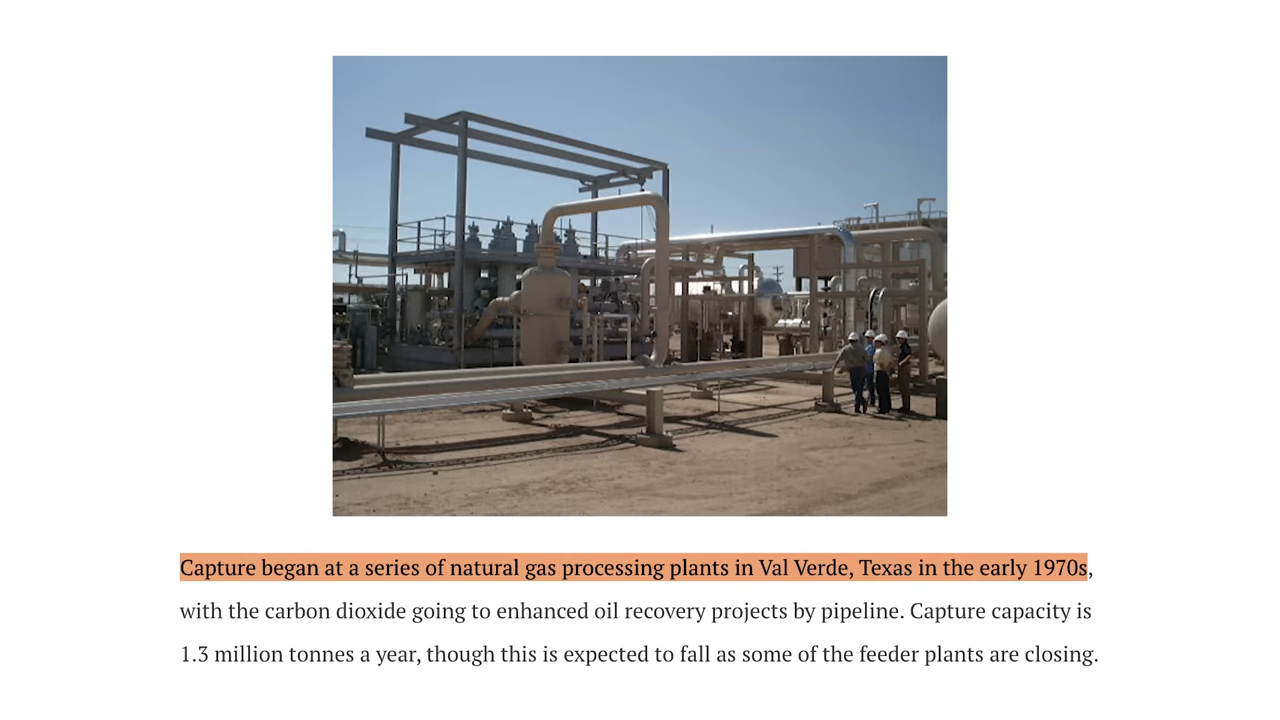 Capture began at a series of natural gas processing plants in Val Verde, Texas in the early 1970s,
with the carbon dioxide going to enhanced oil recovery projects by pipeline. Capture capacity is
1.3 million tonnes a year, though this is expected to fall as some of the feeder plants are closing.